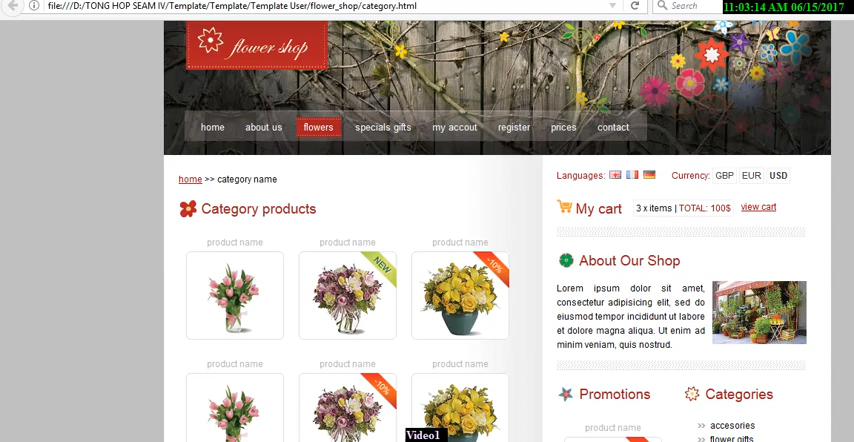 file:///D:/TONG HOP SEAM IV/Template/Template/Template User/flower_shop/category.html
Search
11:03:14 AM 06/15/2017
flower shop
home about us flowers specials gifts my accout register prices contact
home >> category name
Languages:
Currency: GBP EUR USD
Category products
My cart
3 x items | TOTAL: 100$
view cart
product name product name product name
NEW
-10%
About Our Shop
Lorem ipsum dolor sit amet,
consectetur adipisicing elit, sed do
eiusmod tempor incididunt ut labore
et dolore magna aliqua. Ut enim ad
minim veniam, quis nostrud.
product name product name product name
-10%
Promotions
Categories
product name
>> accesories
>> flower gifts
Video1